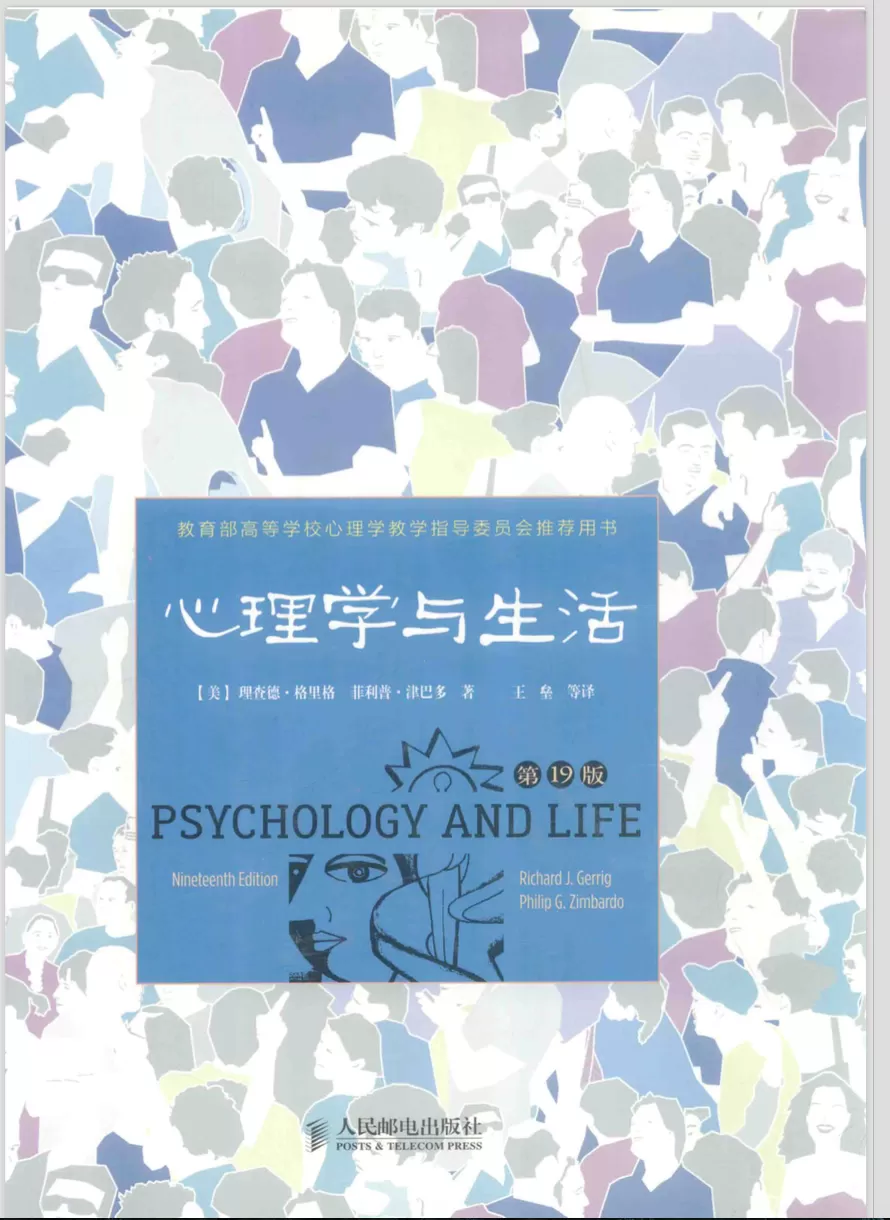 教育部高等学校心理学教学指导委员会推荐用书
心理学与生活
【美】理查德·格里格 菲利普·津巴多 著 王垒 等译
第19版
PSYCHOLOGY AND LIFE
Nineteenth Edition
Richard J. Gerrig
Philip G. Zimbardo
人民邮电出版社
POSTS & TELECOM PRESS